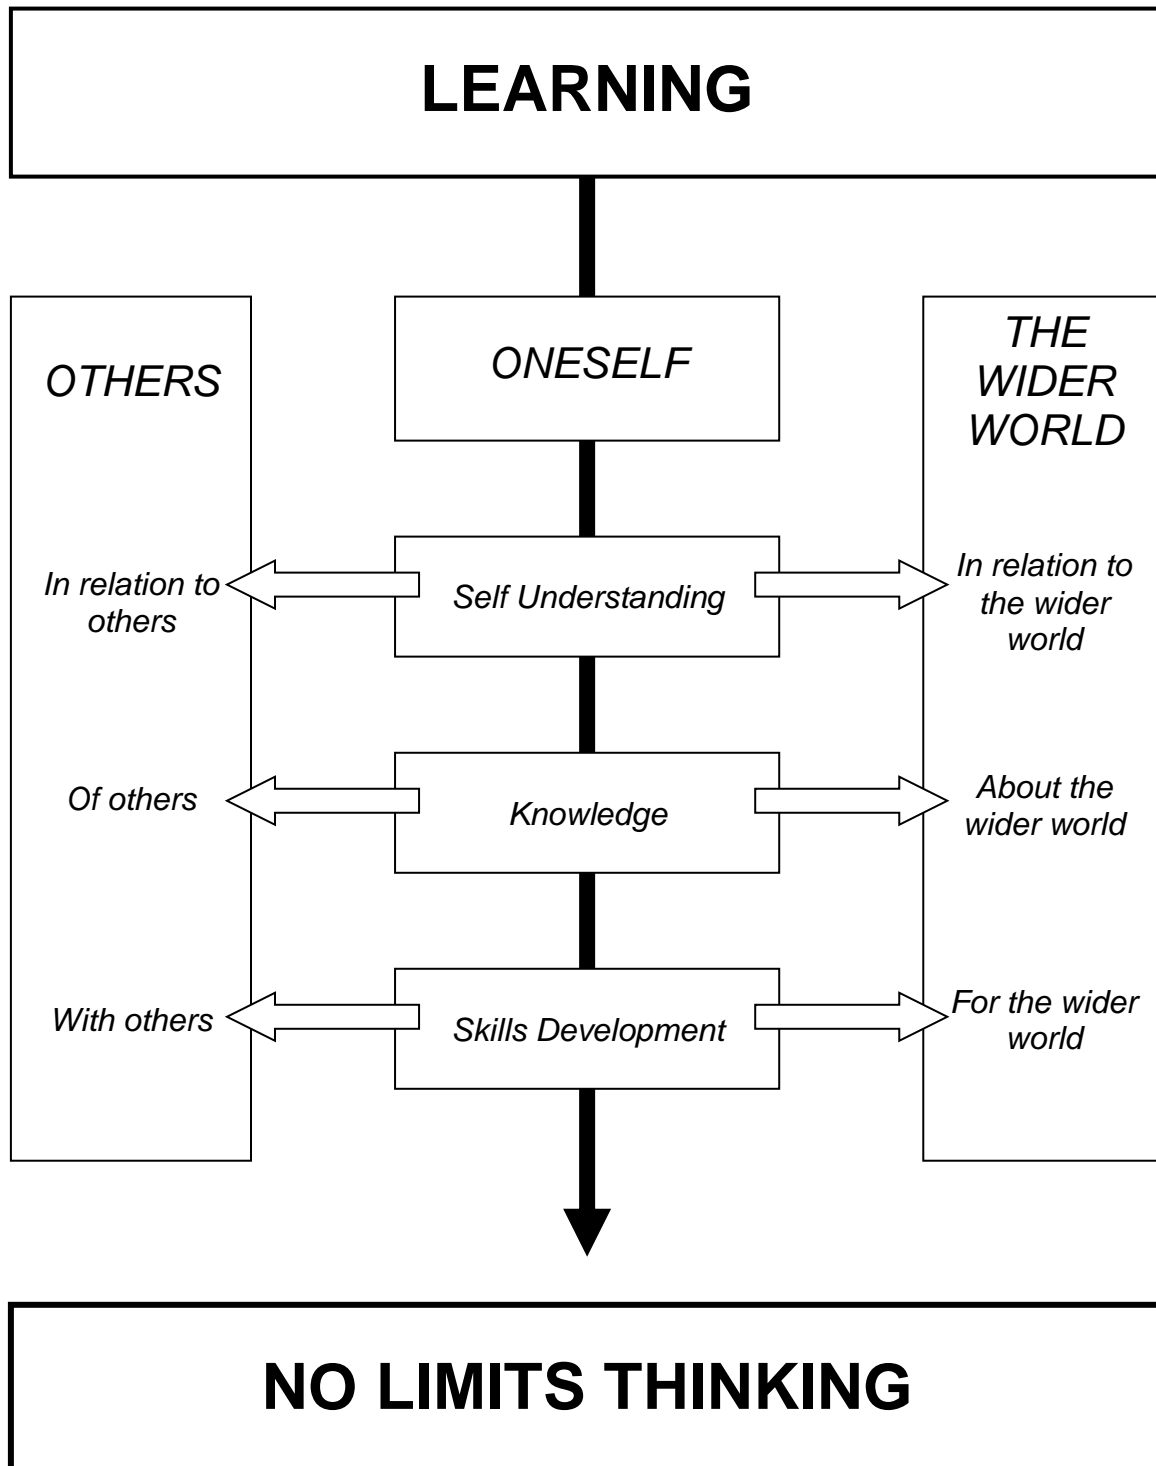 LEARNING
OTHERS
ONESELF
THE
WIDER
WORLD
In relation to
others
Self Understanding
In relation to
the wider
world
Of others
Knowledge
About the
wider world
With others
Skills Development
For the wider
world
NO LIMITS THINKING